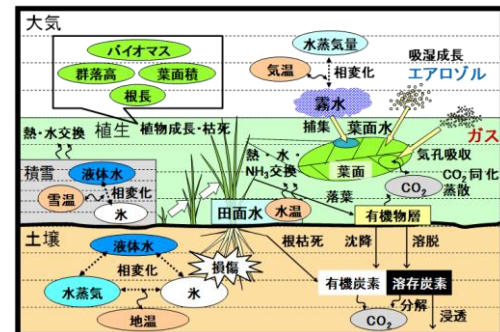 大気
バイオマス
群落高
葉面積
根長
水蒸気量
気温
相変化
霧水
吸湿成長
エアロゾル
ガス
捕集
葉面水
熱・水交換
植生
植物成長・枯死
熱・水・
NH3交換
葉面
気孔吸収
CO2同化
蒸散
CO2
落葉
有機物層
積雪
液体水
雪温
相変化
氷
田面水
水温
土壌
液体水
相変化
水蒸気
氷
地温
損傷
根枯死
沈降
溶脱
有機炭素
溶存炭素
分解
CO2
浸透